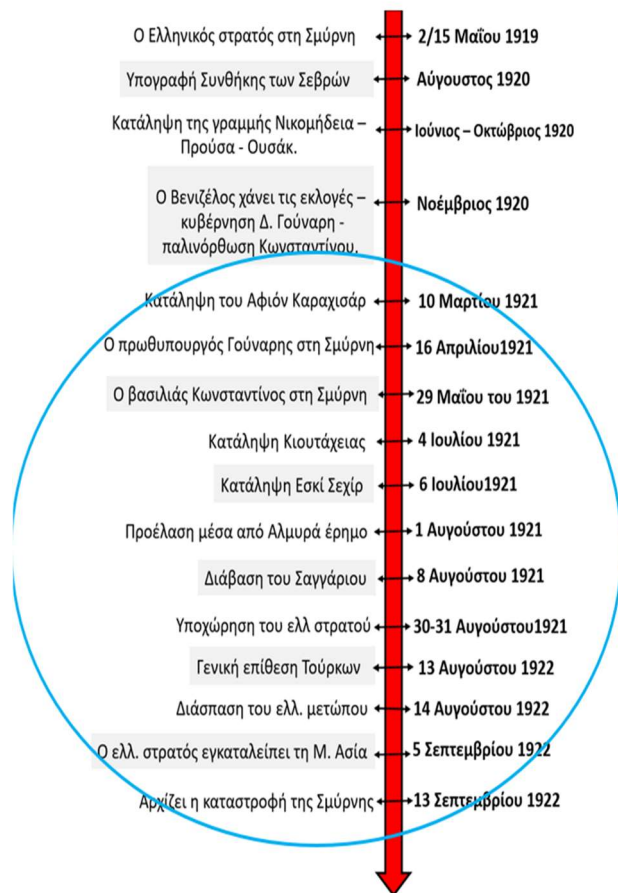 Ο Ελληνικός στρατός στη Σμύρνη 2/15 Μαΐου 1919
Υπογραφή Συνθήκης των Σεβρών Αύγουστος 1920
Κατάληψη της γραμμής Νικομήδεια –
Προύσα - Ουσάκ.
Ιούνιος – Οκτώβριος 1920
Ο Βενιζέλος χάνει τις εκλογές –
κυβέρνηση Δ. Γούναρη -
παλινόρθωση Κωνσταντίνου.
Νοέμβριος 1920
Κατάληψη του Αφιόν Καραχισάρ 10 Μαρτίου 1921
Ο πρωθυπουργός Γούναρης στη Σμύρνη 16 Απριλίου1921
Ο βασιλιάς Κωνσταντίνος στη Σμύρνη 29 Μαΐου του 1921
Κατάληψη Κιουτάχειας 4 Ιουλίου 1921
Κατάληψη Εσκί Σεχίρ 6 Ιουλίου1921
Προέλαση μέσα από Αλμυρά έρημο 1 Αυγούστου 1921
Διάβαση του Σαγγάριου 8 Αυγούστου 1921
Υποχώρηση του ελλ στρατού 30-31 Αυγούστου1921
Γενική επίθεση Τούρκων 13 Αυγούστου 1922
Διάσπαση του ελλ. μετώπου 14 Αυγούστου 1922
Ο ελλ. στρατός εγκαταλείπει τη Μ. Ασία 5 Σεπτεμβρίου 1922
Αρχίζει η καταστροφή της Σμύρνης 13 Σεπτεμβρίου 1922